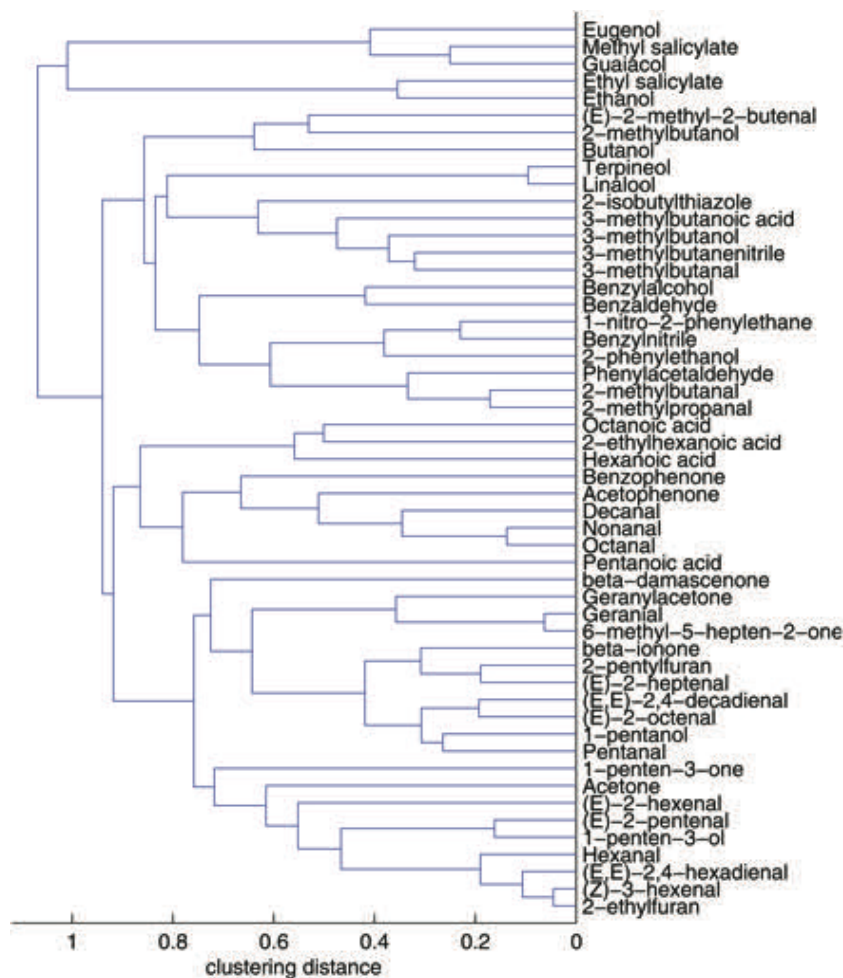 Eugenol
Methyl salicylate
Guaiacol
Ethyl salicylate
Ethanol
(E)-2-methyl-2-butenal
2-methylbutanol
Butanol
Terpineol
Linalool
2-isobutylthiazole
3-methylbutanoic acid
3-methylbutanol
3-methylbutanenitrile
3-methylbutanal
Benzylalcohol
Benzaldehyde
1-nitro-2-phenylethane
Benzylnitrile
2-phenylethanol
Phenylacetaldehyde
2-methylbutanal
2-methylpropanal
Octanoic acid
2-ethylhexanoic acid
Hexanoic acid
Benzophenone
Acetophenone
Decanal
Nonanal
Octanal
Pentanoic acid
beta-damascenone
Geranylacetone
Geranial
6-methyl-5-hepten-2-one
beta-ionone
2-pentylfuran
(E)-2-heptenal
(E,E)-2,4-decadienal
(E)-2-octenal
1-pentanol
Pentanal
1-penten-3-one
Acetone
(E)-2-hexenal
(E)-2-pentenal
1-penten-3-ol
Hexanal
(E,E)-2,4-hexadienal
(Z)-3-hexenal
2-ethylfuran
1 0.8 0.6 0.4 0.2 0
clustering distance